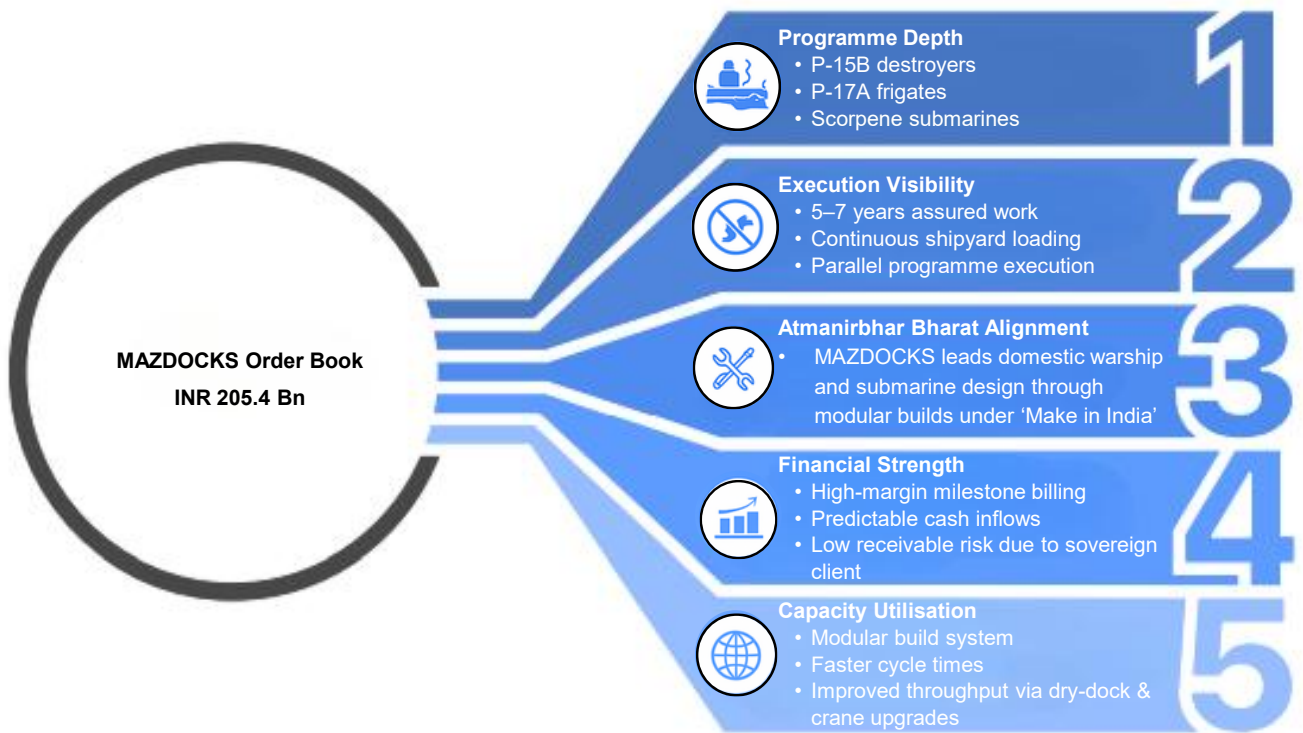 MAZDOCKS Order Book
INR 205.4 Bn
Programme Depth
• P-15B destroyers
• P-17A frigates
• Scorpene submarines
1
Execution Visibility
• 5–7 years assured work
• Continuous shipyard loading
• Parallel programme execution
2
Atmanirbhar Bharat Alignment
• MAZDOCKS leads domestic warship
and submarine design through
modular builds under ‘Make in India’
3
Financial Strength
• High-margin milestone billing
• Predictable cash inflows
• Low receivable risk due to sovereign
client
4
Capacity Utilisation
• Modular build system
• Faster cycle times
• Improved throughput via dry-dock &
crane upgrades
5